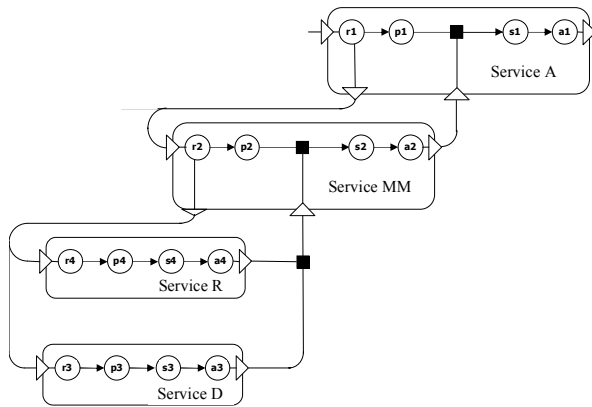 r1 p1 s1 a1
Service A
r2 p2 s2 a2
Service MM
r4 p4 s4 a4
Service R
r3 p3 s3 a3
Service D